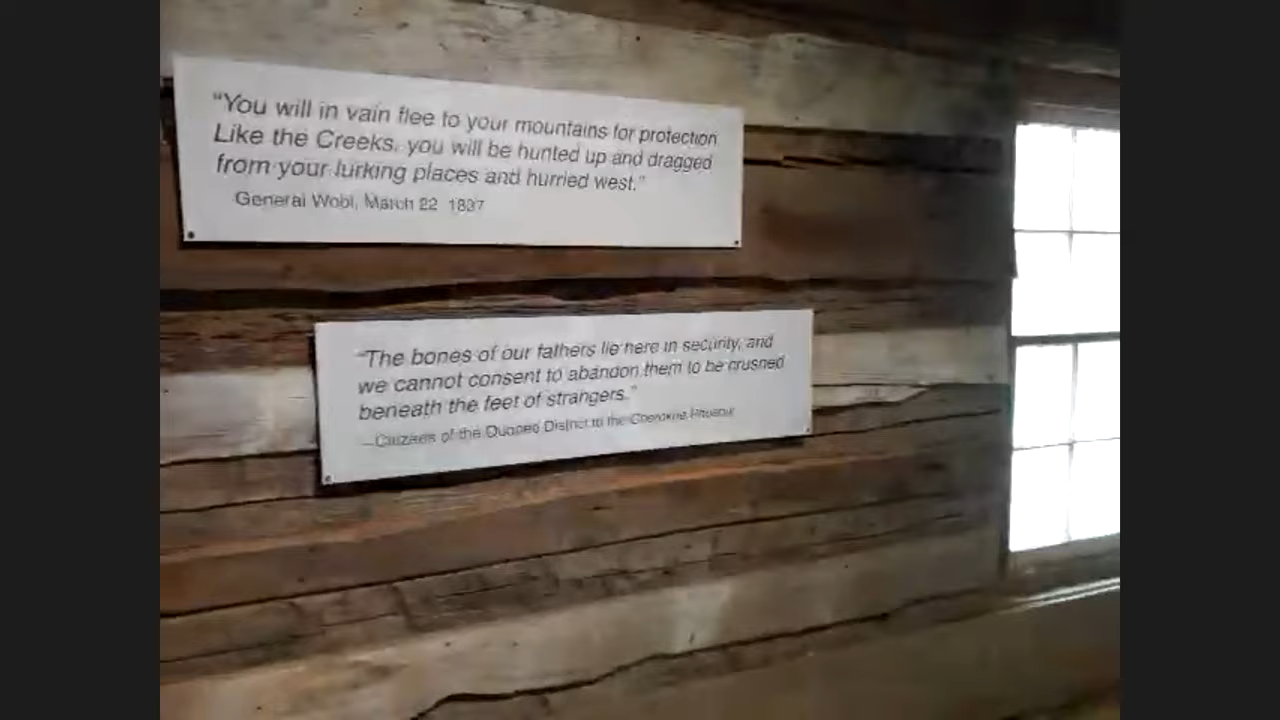 "You will in vain flee to your mountains for protection
Like the Creeks, you will be hunted up and dragged
from your lurking places and hurried west."
General Wool, March 22 1837
"The bones of our fathers lie here in security, and
we cannot consent to abandon them to be crushed
beneath the feet of strangers."
—Citizens of the District to the Cherokee Phoenix